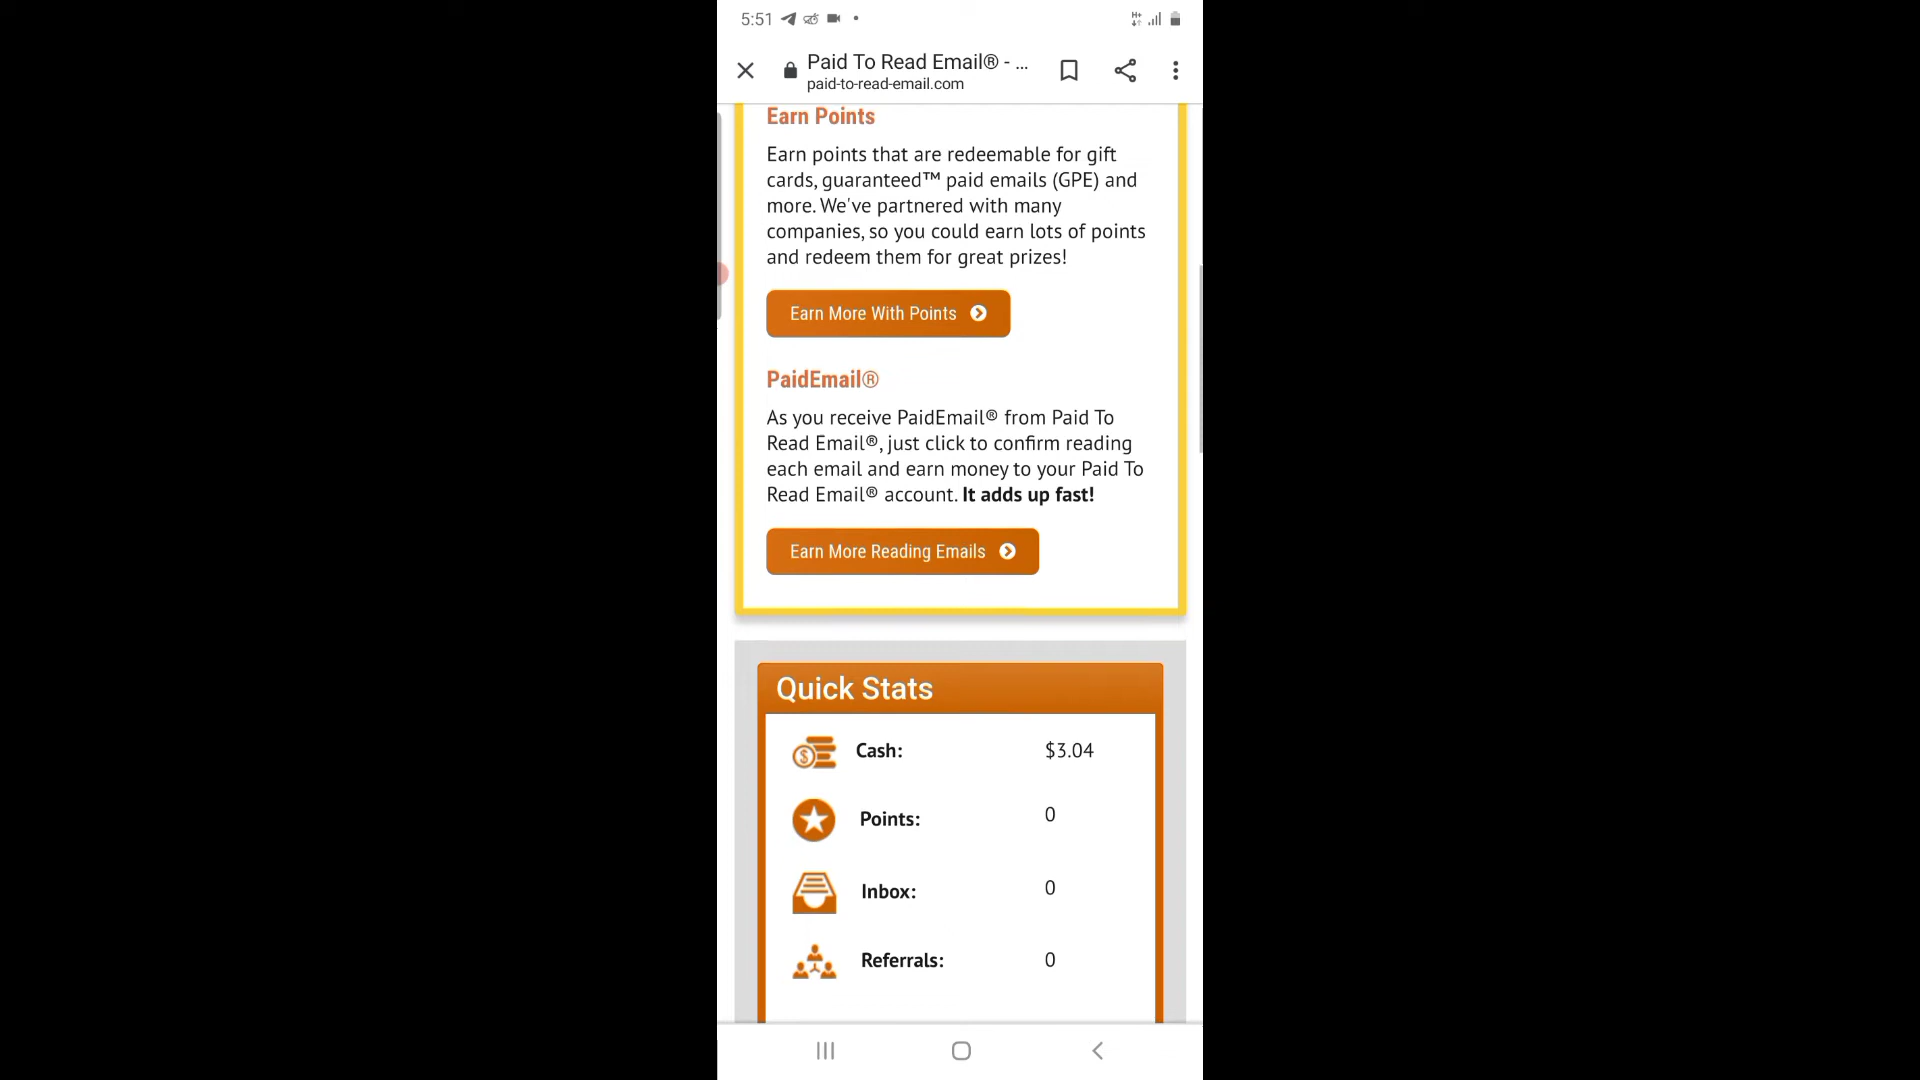 5:51
Paid To Read Email® - ...
paid-to-read-email.com
Earn Points
Earn points that are redeemable for gift
cards, guaranteed™ paid emails (GPE) and
more. We've partnered with many
companies, so you could earn lots of points
and redeem them for great prizes!
Earn More With Points
PaidEmail®
As you receive PaidEmail® from Paid To
Read Email®, just click to confirm reading
each email and earn money to your Paid To
Read Email® account. It adds up fast!
Earn More Reading Emails
Quick Stats
Cash: $3.04
Points: 0
Inbox: 0
Referrals: 0